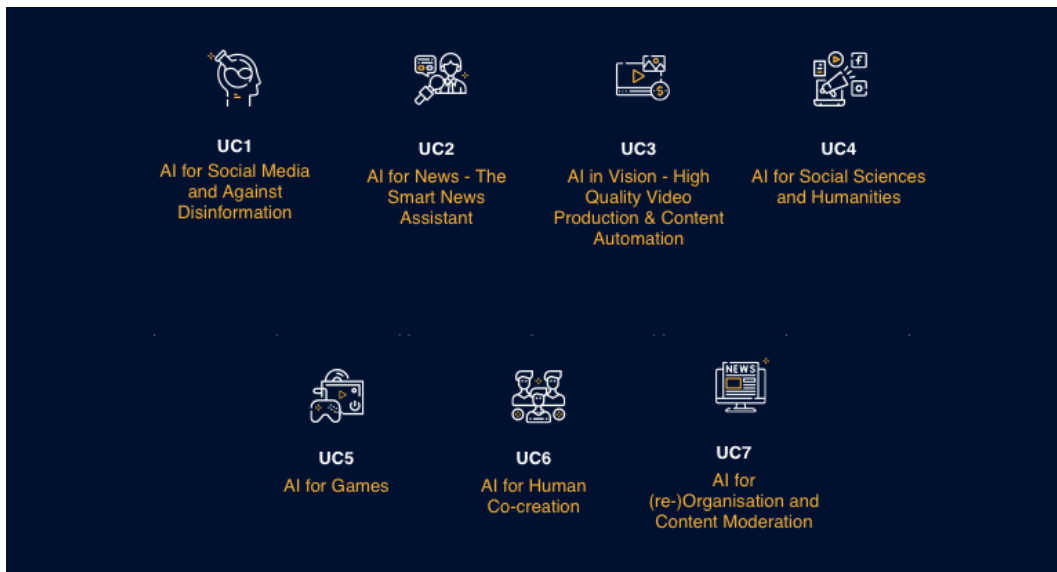 UC1
AI for Social Media
and Against
Disinformation
UC2
AI for News - The
Smart News
Assistant
UC3
AI in Vision - High
Quality Video
Production & Content
Automation
UC4
AI for Social Sciences
and Humanities
UC5
AI for Games
UC6
AI for Human
Co-creation
NEWS
UC7
AI for
(re-)Organisation and
Content Moderation